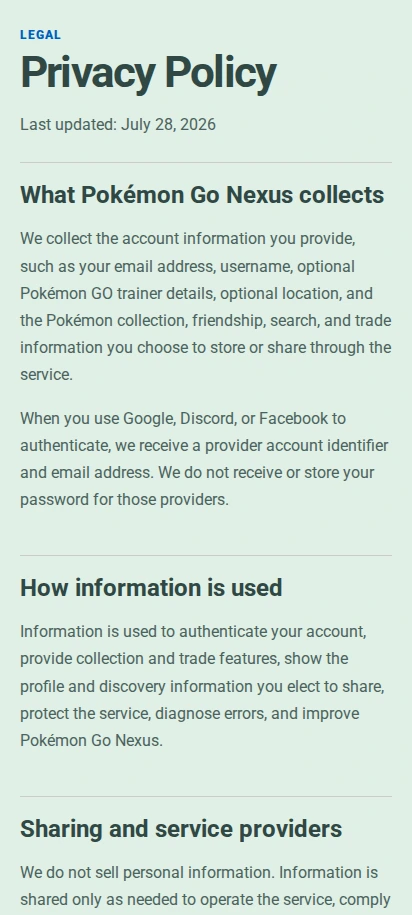 LEGAL
Privacy Policy
Last updated: July 28, 2026
What Pokémon Go Nexus collects
We collect the account information you provide,
such as your email address, username, optional
Pokémon GO trainer details, optional location, and
the Pokémon collection, friendship, search, and trade
information you choose to store or share through the
service.
When you use Google, Discord, or Facebook to
authenticate, we receive a provider account identifier
and email address. We do not receive or store your
password for those providers.
How information is used
Information is used to authenticate your account,
provide collection and trade features, show the
profile and discovery information you elect to share,
protect the service, diagnose errors, and improve
Pokémon Go Nexus.
Sharing and service providers
We do not sell personal information. Information is
shared only as needed to operate the service, comply